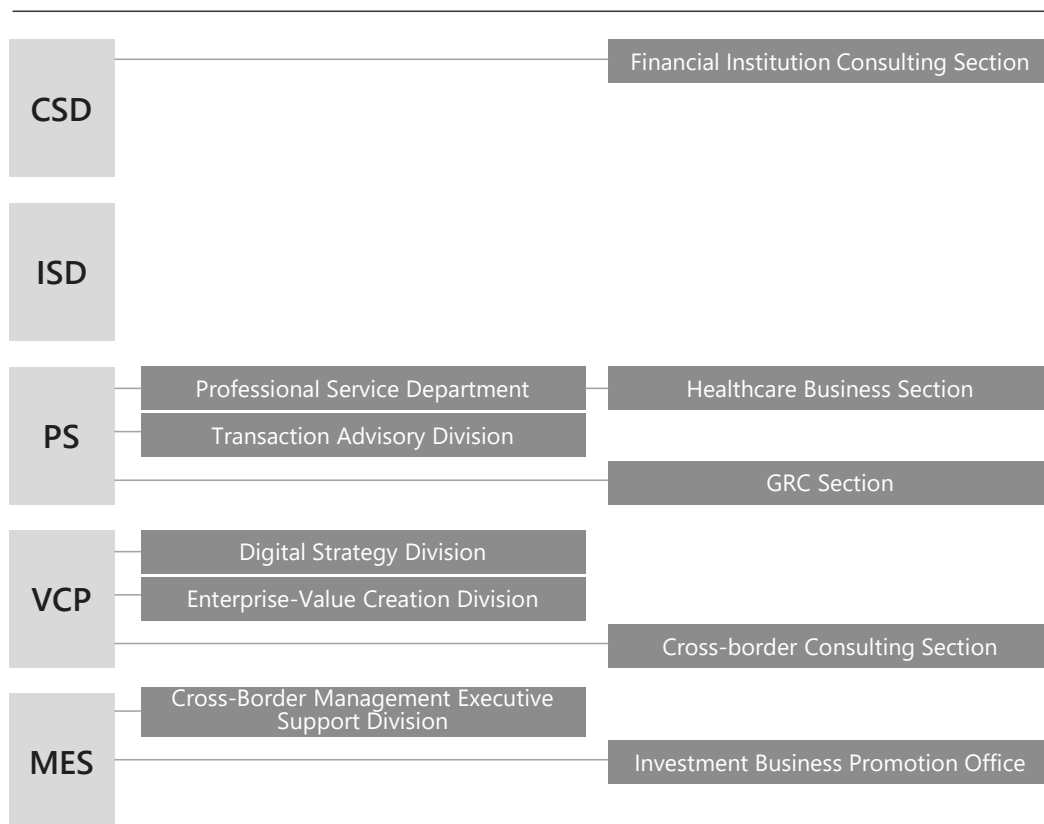 CSD
Financial Institution Consulting Section
ISD
PS
Professional Service Department
Healthcare Business Section
Transaction Advisory Division
GRC Section
VCP
Digital Strategy Division
Enterprise-Value Creation Division
Cross-border Consulting Section
MES
Cross-Border Management Executive
Support Division
Investment Business Promotion Office